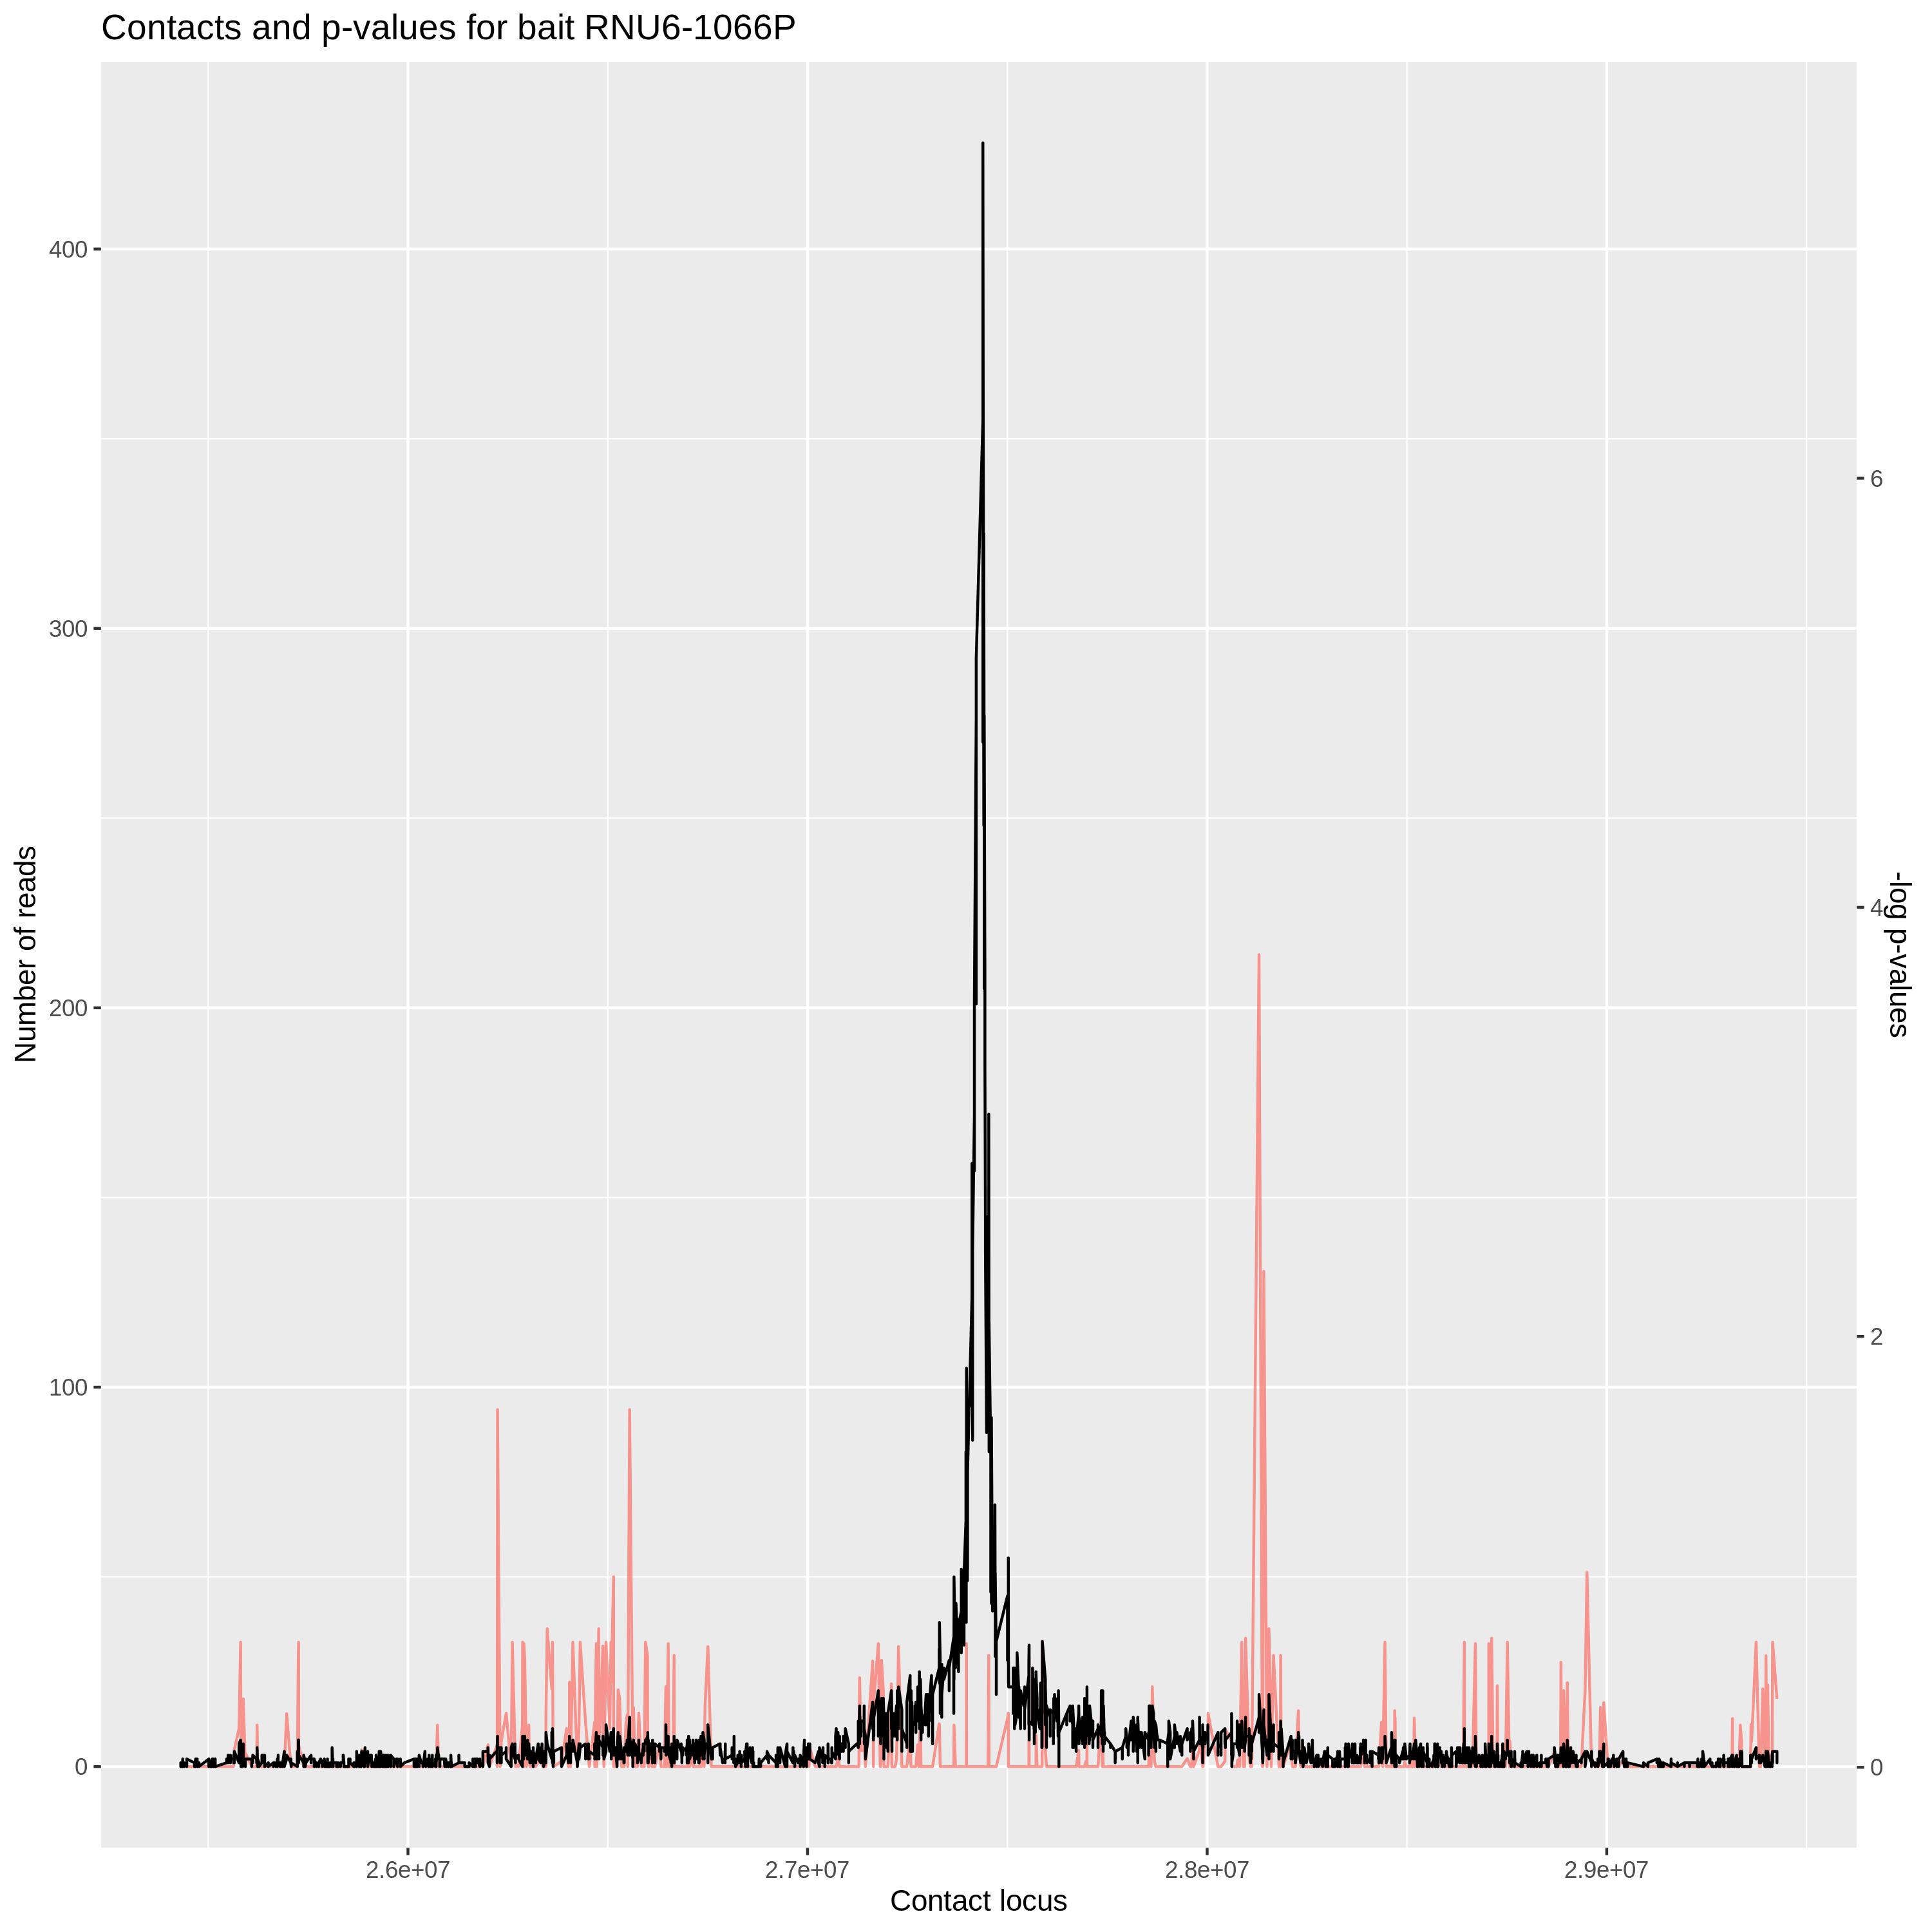 Contacts and p-values for bait RNU6-1066P
400
300
200
100
0
Number of reads
6
4
2
0
-log p-values
2.6e+07 2.7e+07 2.8e+07 2.9e+07
Contact locus